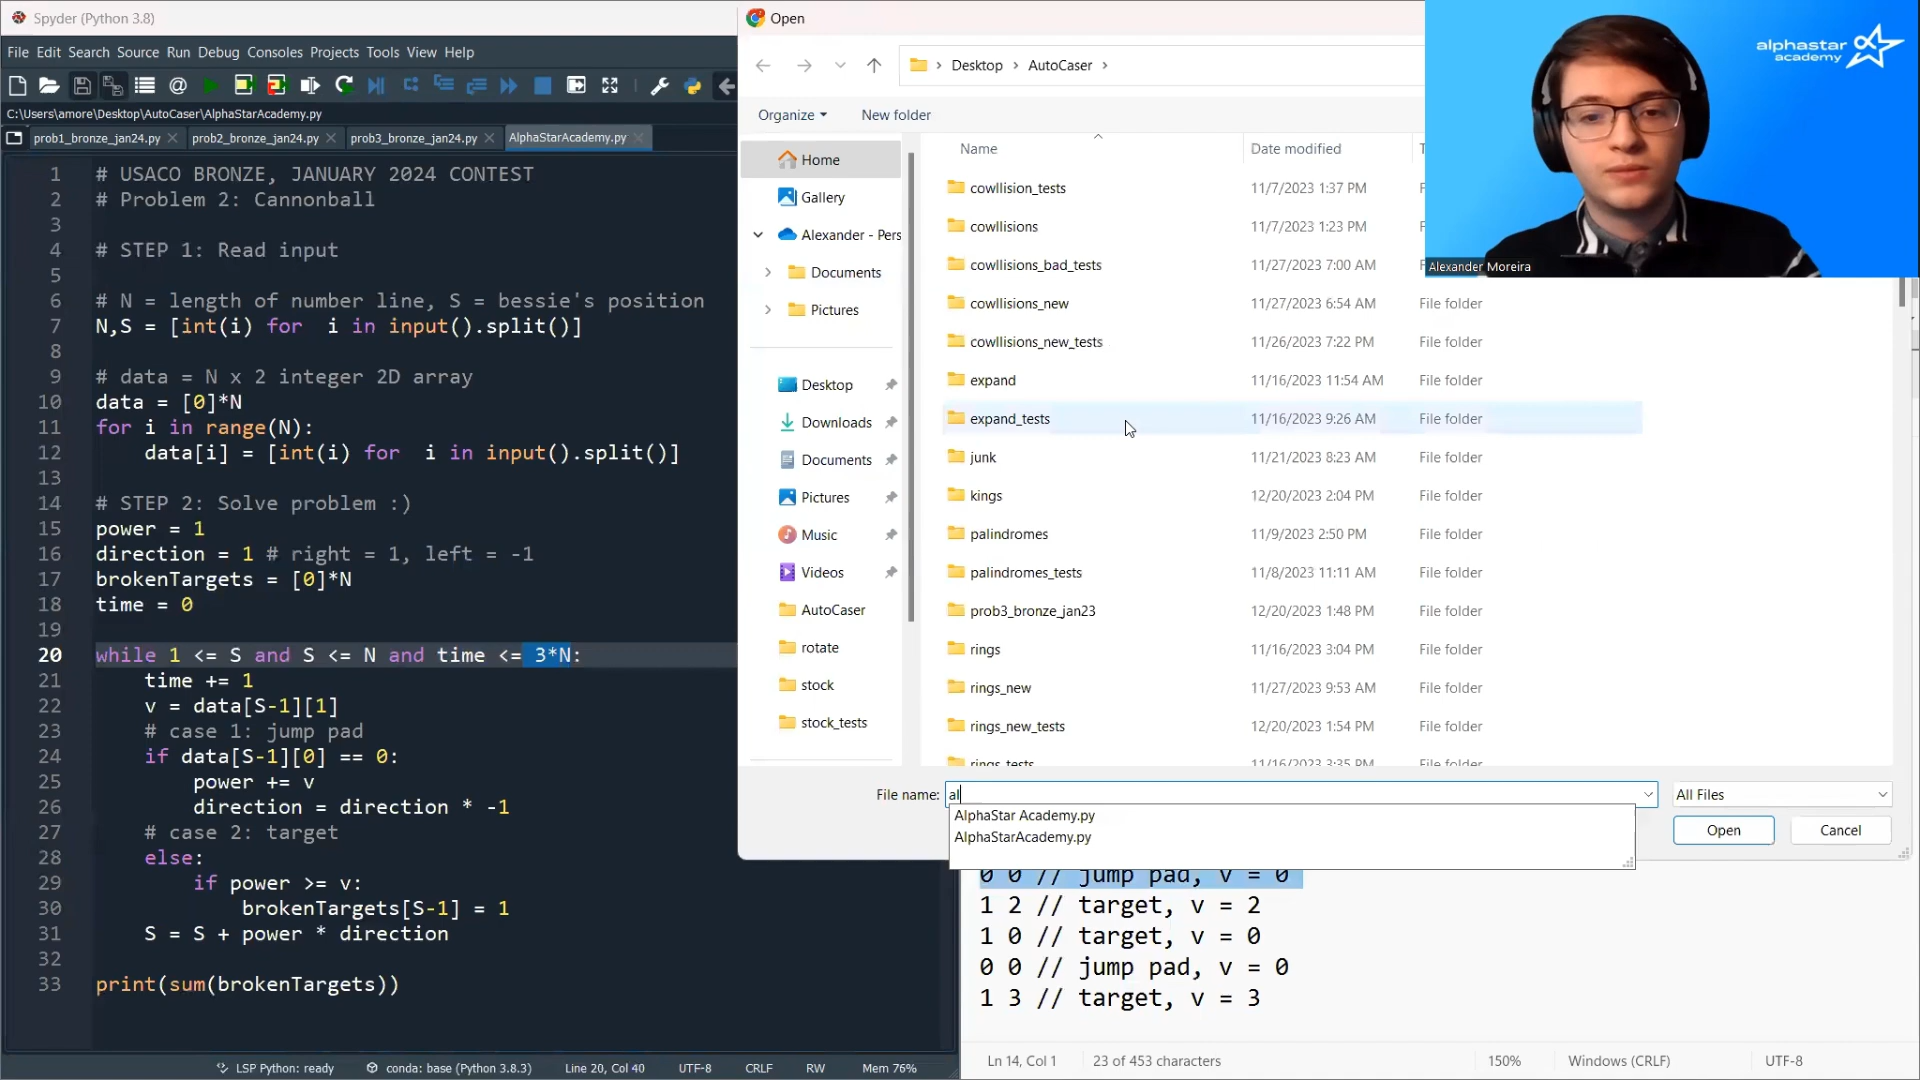 Spyder (Python 3.8)
File Edit Search Source Run Debug Consoles Projects Tools View Help
C:\Users\amore\Desktop\AutoCaser\AlphaStarAcademy.py
prob1_bronze_jan24.py
prob2_bronze_jan24.py
prob3_bronze_jan24.py
AlphaStarAcademy.py
1 # USACO BRONZE, JANUARY 2024 CONTEST
2 # Problem 2: Cannonball
3
4 # STEP 1: Read input
5
6 # N = length of number line, S = bessie's position
7 N,S = [int(i) for  i in input().split()]
8
9 # data = N x 2 integer 2D array
10 data = [0]*N
11 for i in range(N):
12     data[i] = [int(i) for  i in input().split()]
13
14 # STEP 2: Solve problem :)
15 power = 1
16 direction = 1 # right = 1, left = -1
17 brokenTargets = [0]*N
18 time = 0
19
20 while 1 <= S and S <= N and time <= 3*N:
21     time += 1
22     v = data[S-1][1]
23     # case 1: jump pad
24     if data[S-1][0] == 0:
25         power += v
26         direction = direction * -1
27     # case 2: target
28     else:
29         if power >= v:
30             brokenTargets[S-1] = 1
31     S = S + power * direction
32
33 print(sum(brokenTargets))
LSP Python: ready
conda: base (Python 3.8.3)
Line 20, Col 40
UTF-8
CRLF
RW
Mem 76%
Open
Desktop > AutoCaser >
Organize
New folder
Home
Gallery
Alexander - Pers
Documents
Pictures
Desktop
Downloads
Documents
Pictures
Music
Videos
AutoCaser
rotate
stock
stock_tests
Name Date modified T
cowllision_tests 11/7/2023 1:37 PM F
cowllisions 11/7/2023 1:23 PM F
cowllisions_bad_tests 11/27/2023 7:00 AM F
cowllisions_new 11/27/2023 6:54 AM File folder
cowllisions_new_tests 11/26/2023 7:22 PM File folder
expand 11/16/2023 11:54 AM File folder
expand_tests 11/16/2023 9:26 AM File folder
junk 11/21/2023 8:23 AM File folder
kings 12/20/2023 2:04 PM File folder
palindromes 11/9/2023 2:50 PM File folder
palindromes_tests 11/8/2023 11:11 AM File folder
prob3_bronze_jan23 12/20/2023 1:48 PM File folder
rings 11/16/2023 3:04 PM File folder
rings_new 11/27/2023 9:53 AM File folder
rings_new_tests 12/20/2023 1:54 PM File folder
rings_tests 11/16/2023 3:35 PM File folder
File name: al
All Files
AlphaStar Academy.py
AlphaStarAcademy.py
Open
Cancel
0 0 // jump pad, v = 0
1 2 // target, v = 2
1 0 // target, v = 0
0 0 // jump pad, v = 0
1 3 // target, v = 3
Ln 14, Col 1
23 of 453 characters
150%
Windows (CRLF)
UTF-8
alphastar
academy
Alexander Moreira